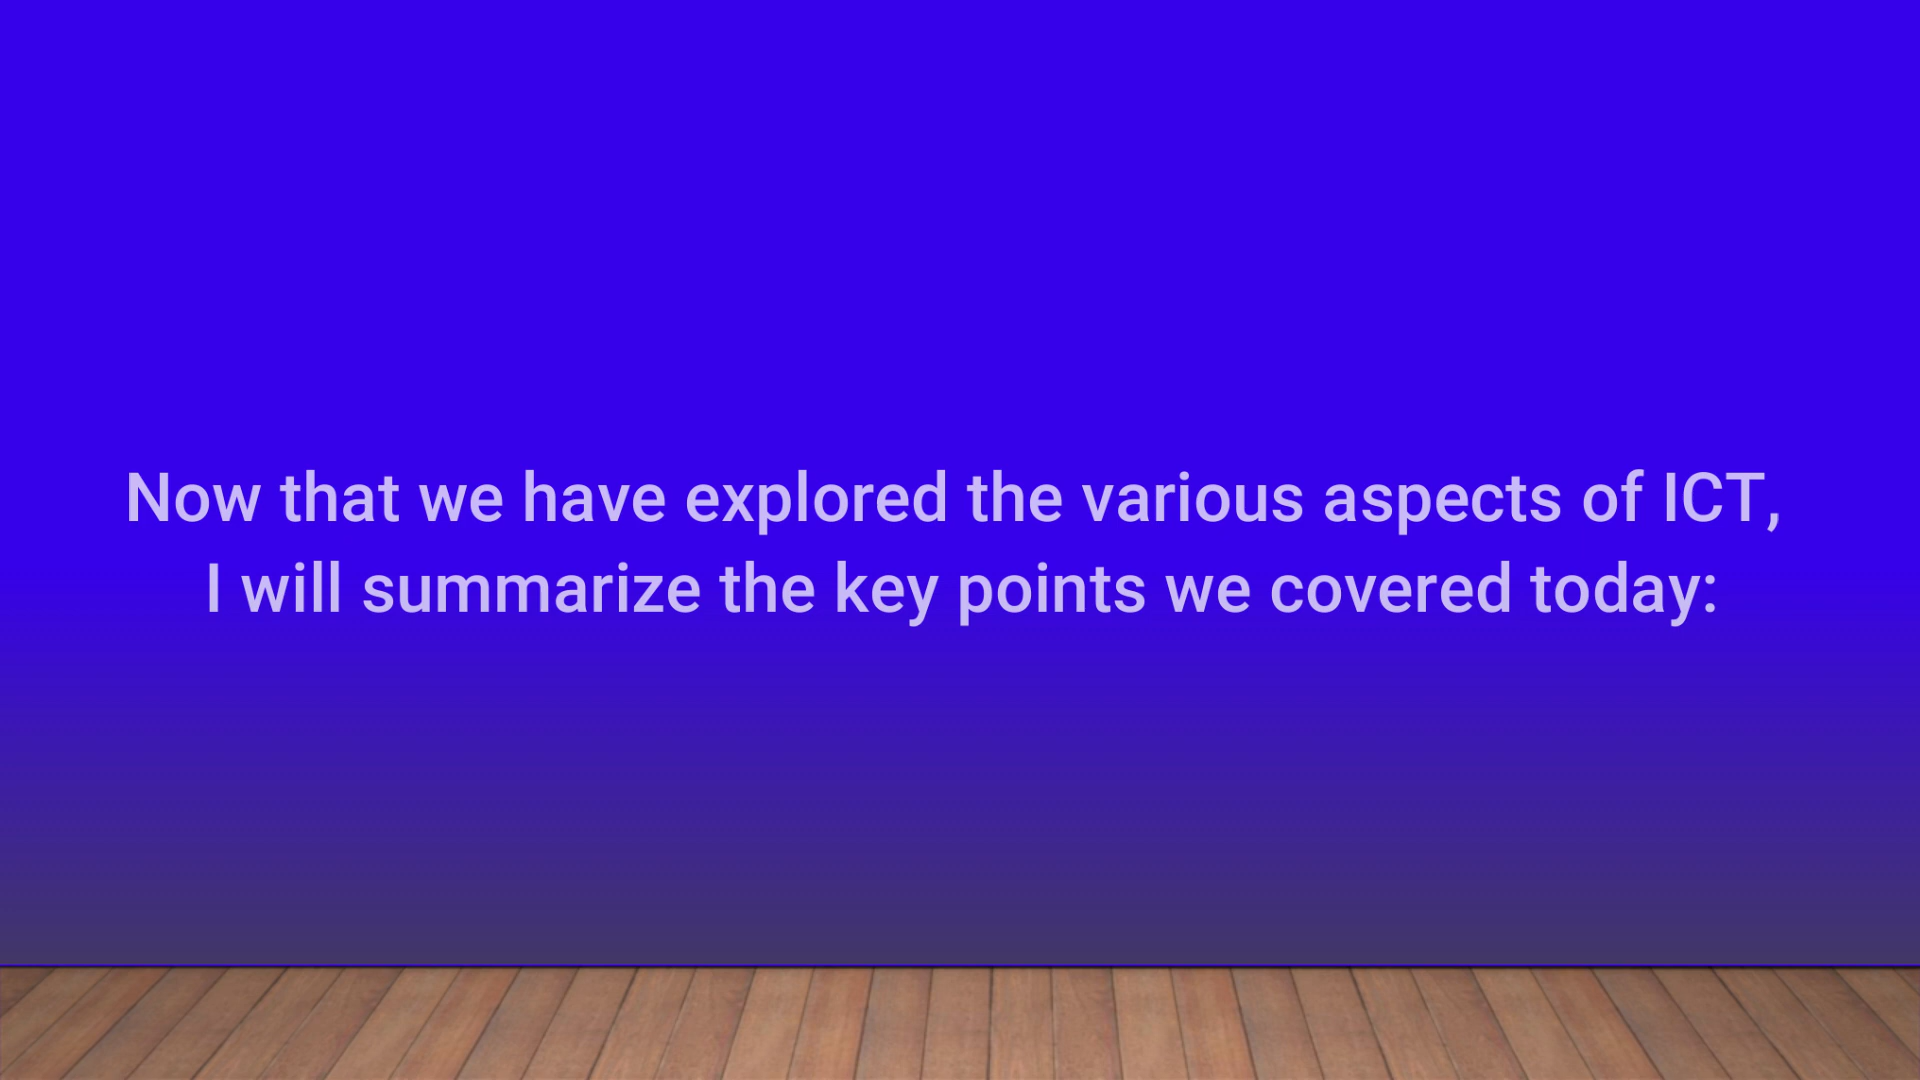 Now that we have explored the various aspects of ICT,
I will summarize the key points we covered today: